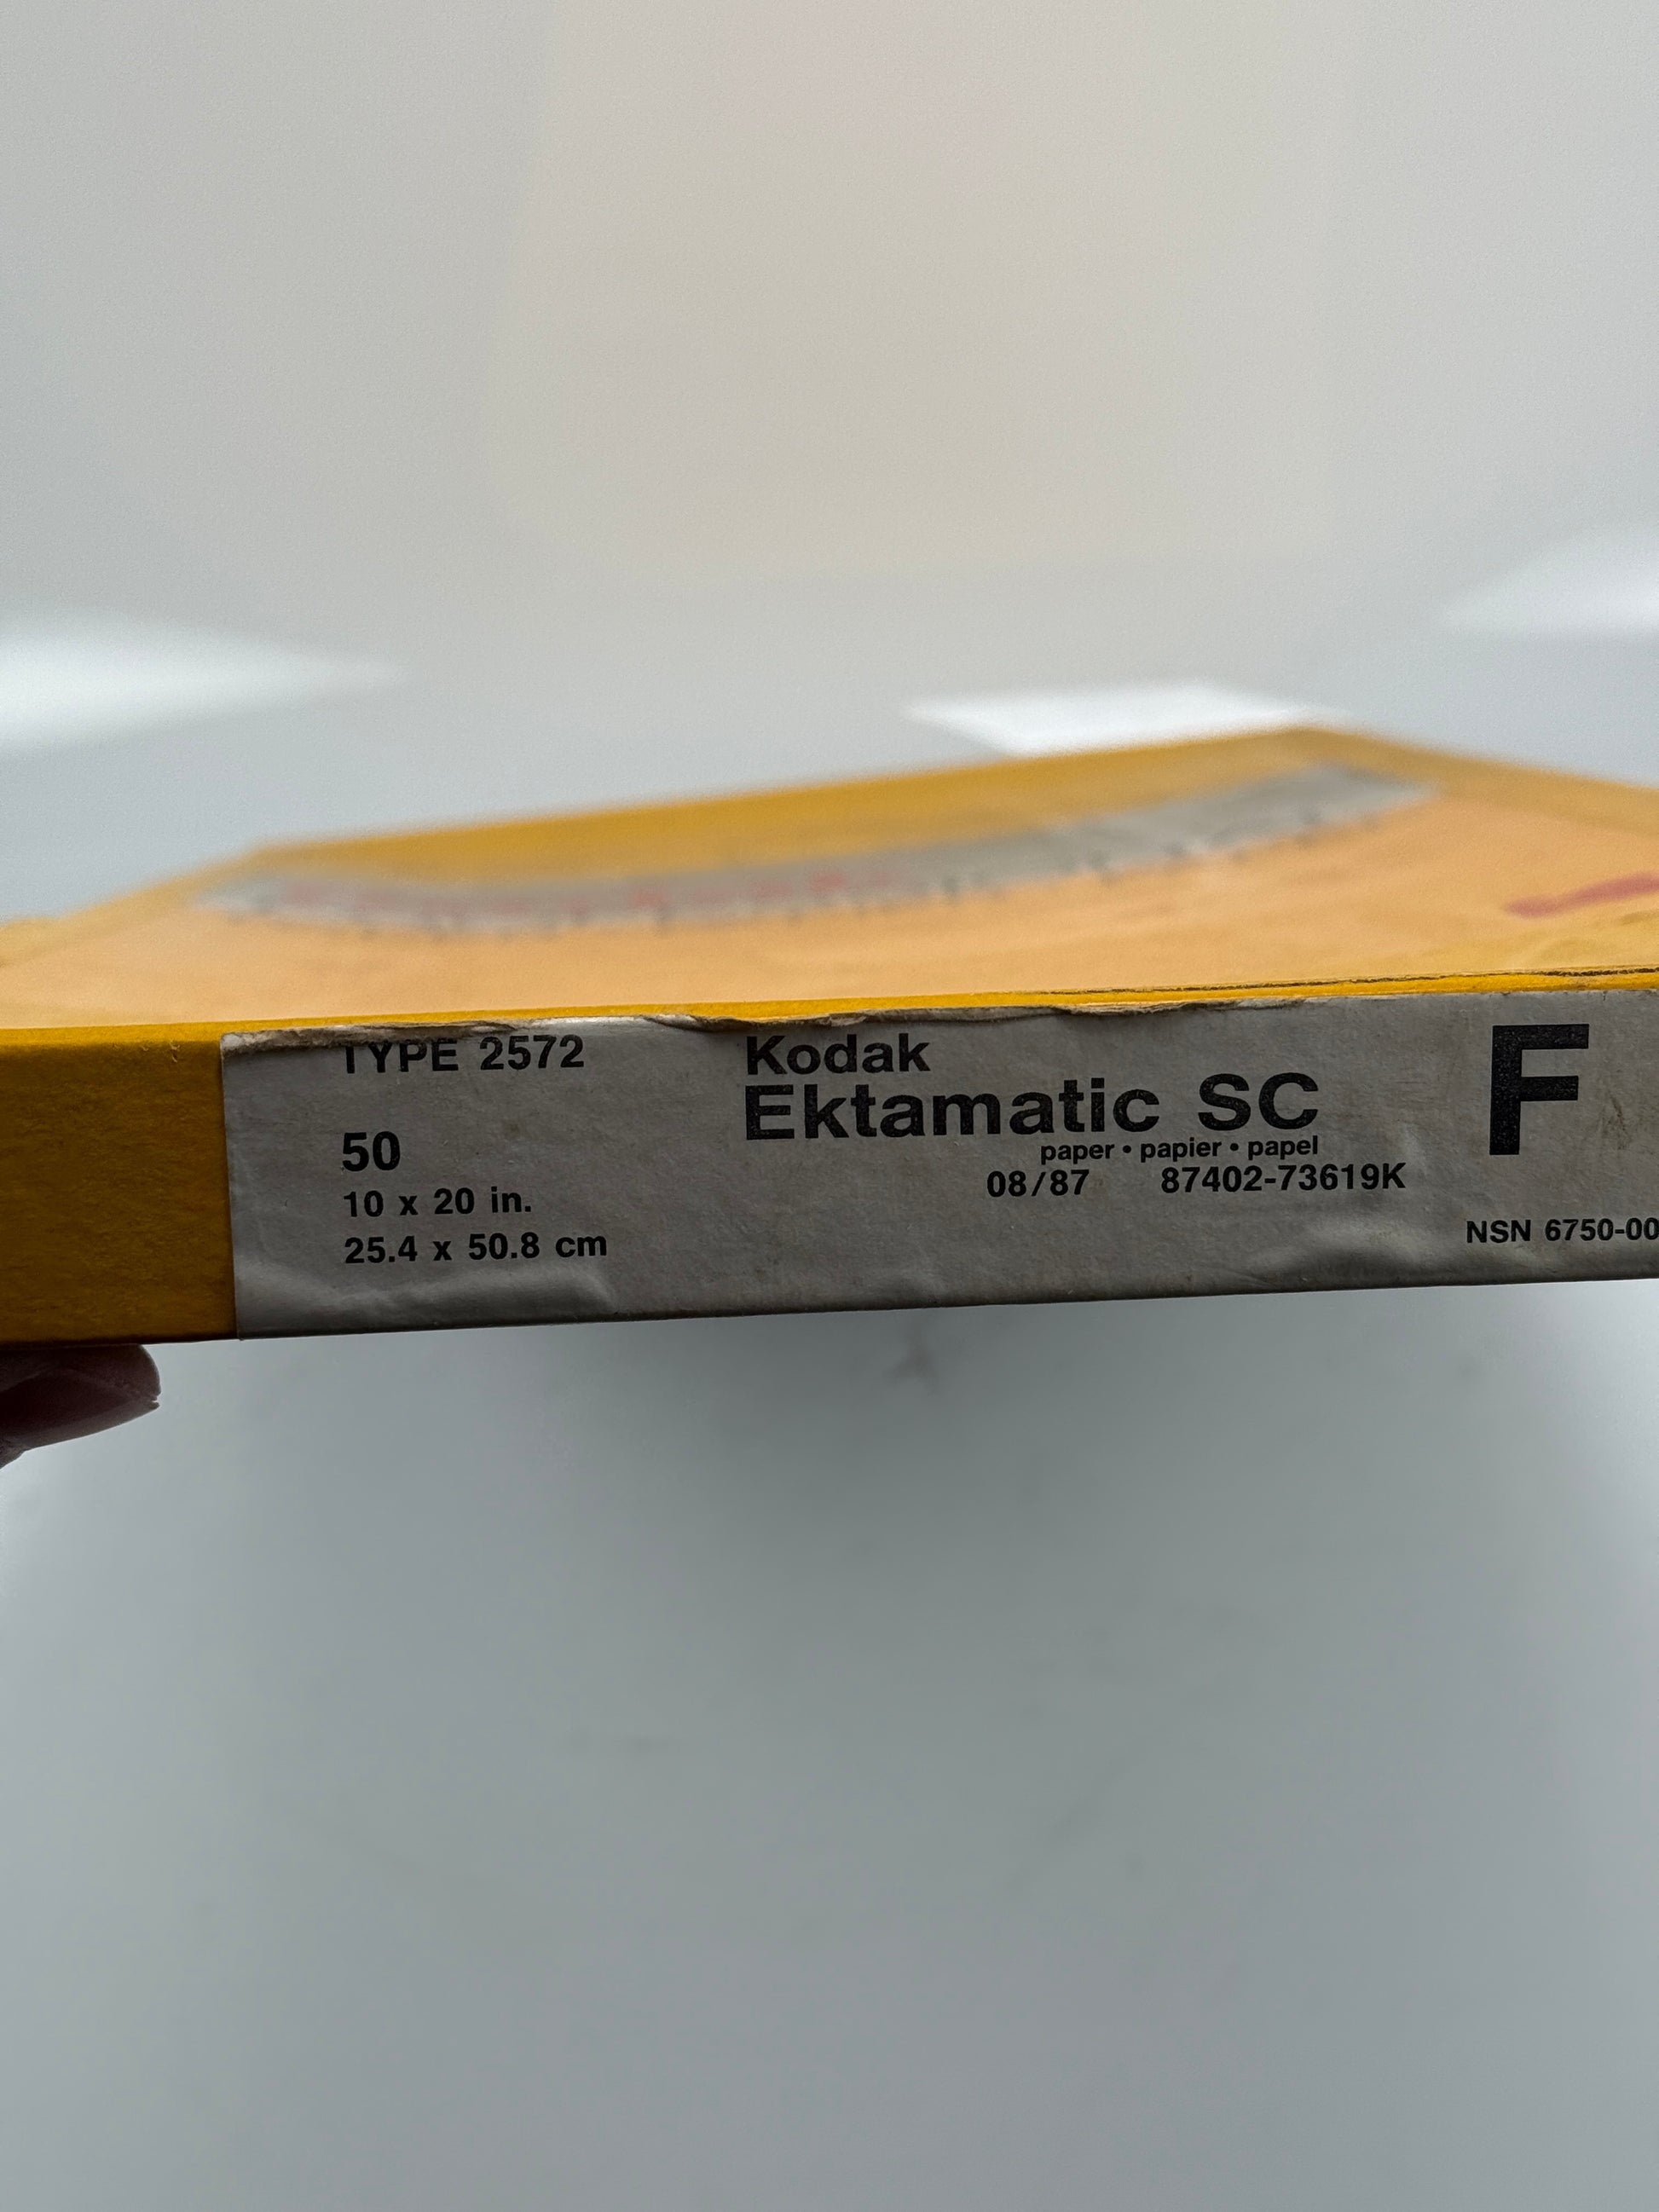 TYPE 2572
50
10 x 20 in.
25.4 x 50.8 cm
Kodak
Ektamatic SC
paper • papier • papel
08/87 87402-73619K
F
NSN 6750-00